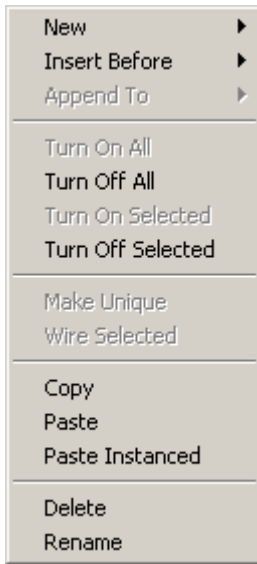 New
Insert Before
Append To
Turn On All
Turn Off All
Turn On Selected
Turn Off Selected
Make Unique
Wire Selected
Copy
Paste
Paste Instanced
Delete
Rename